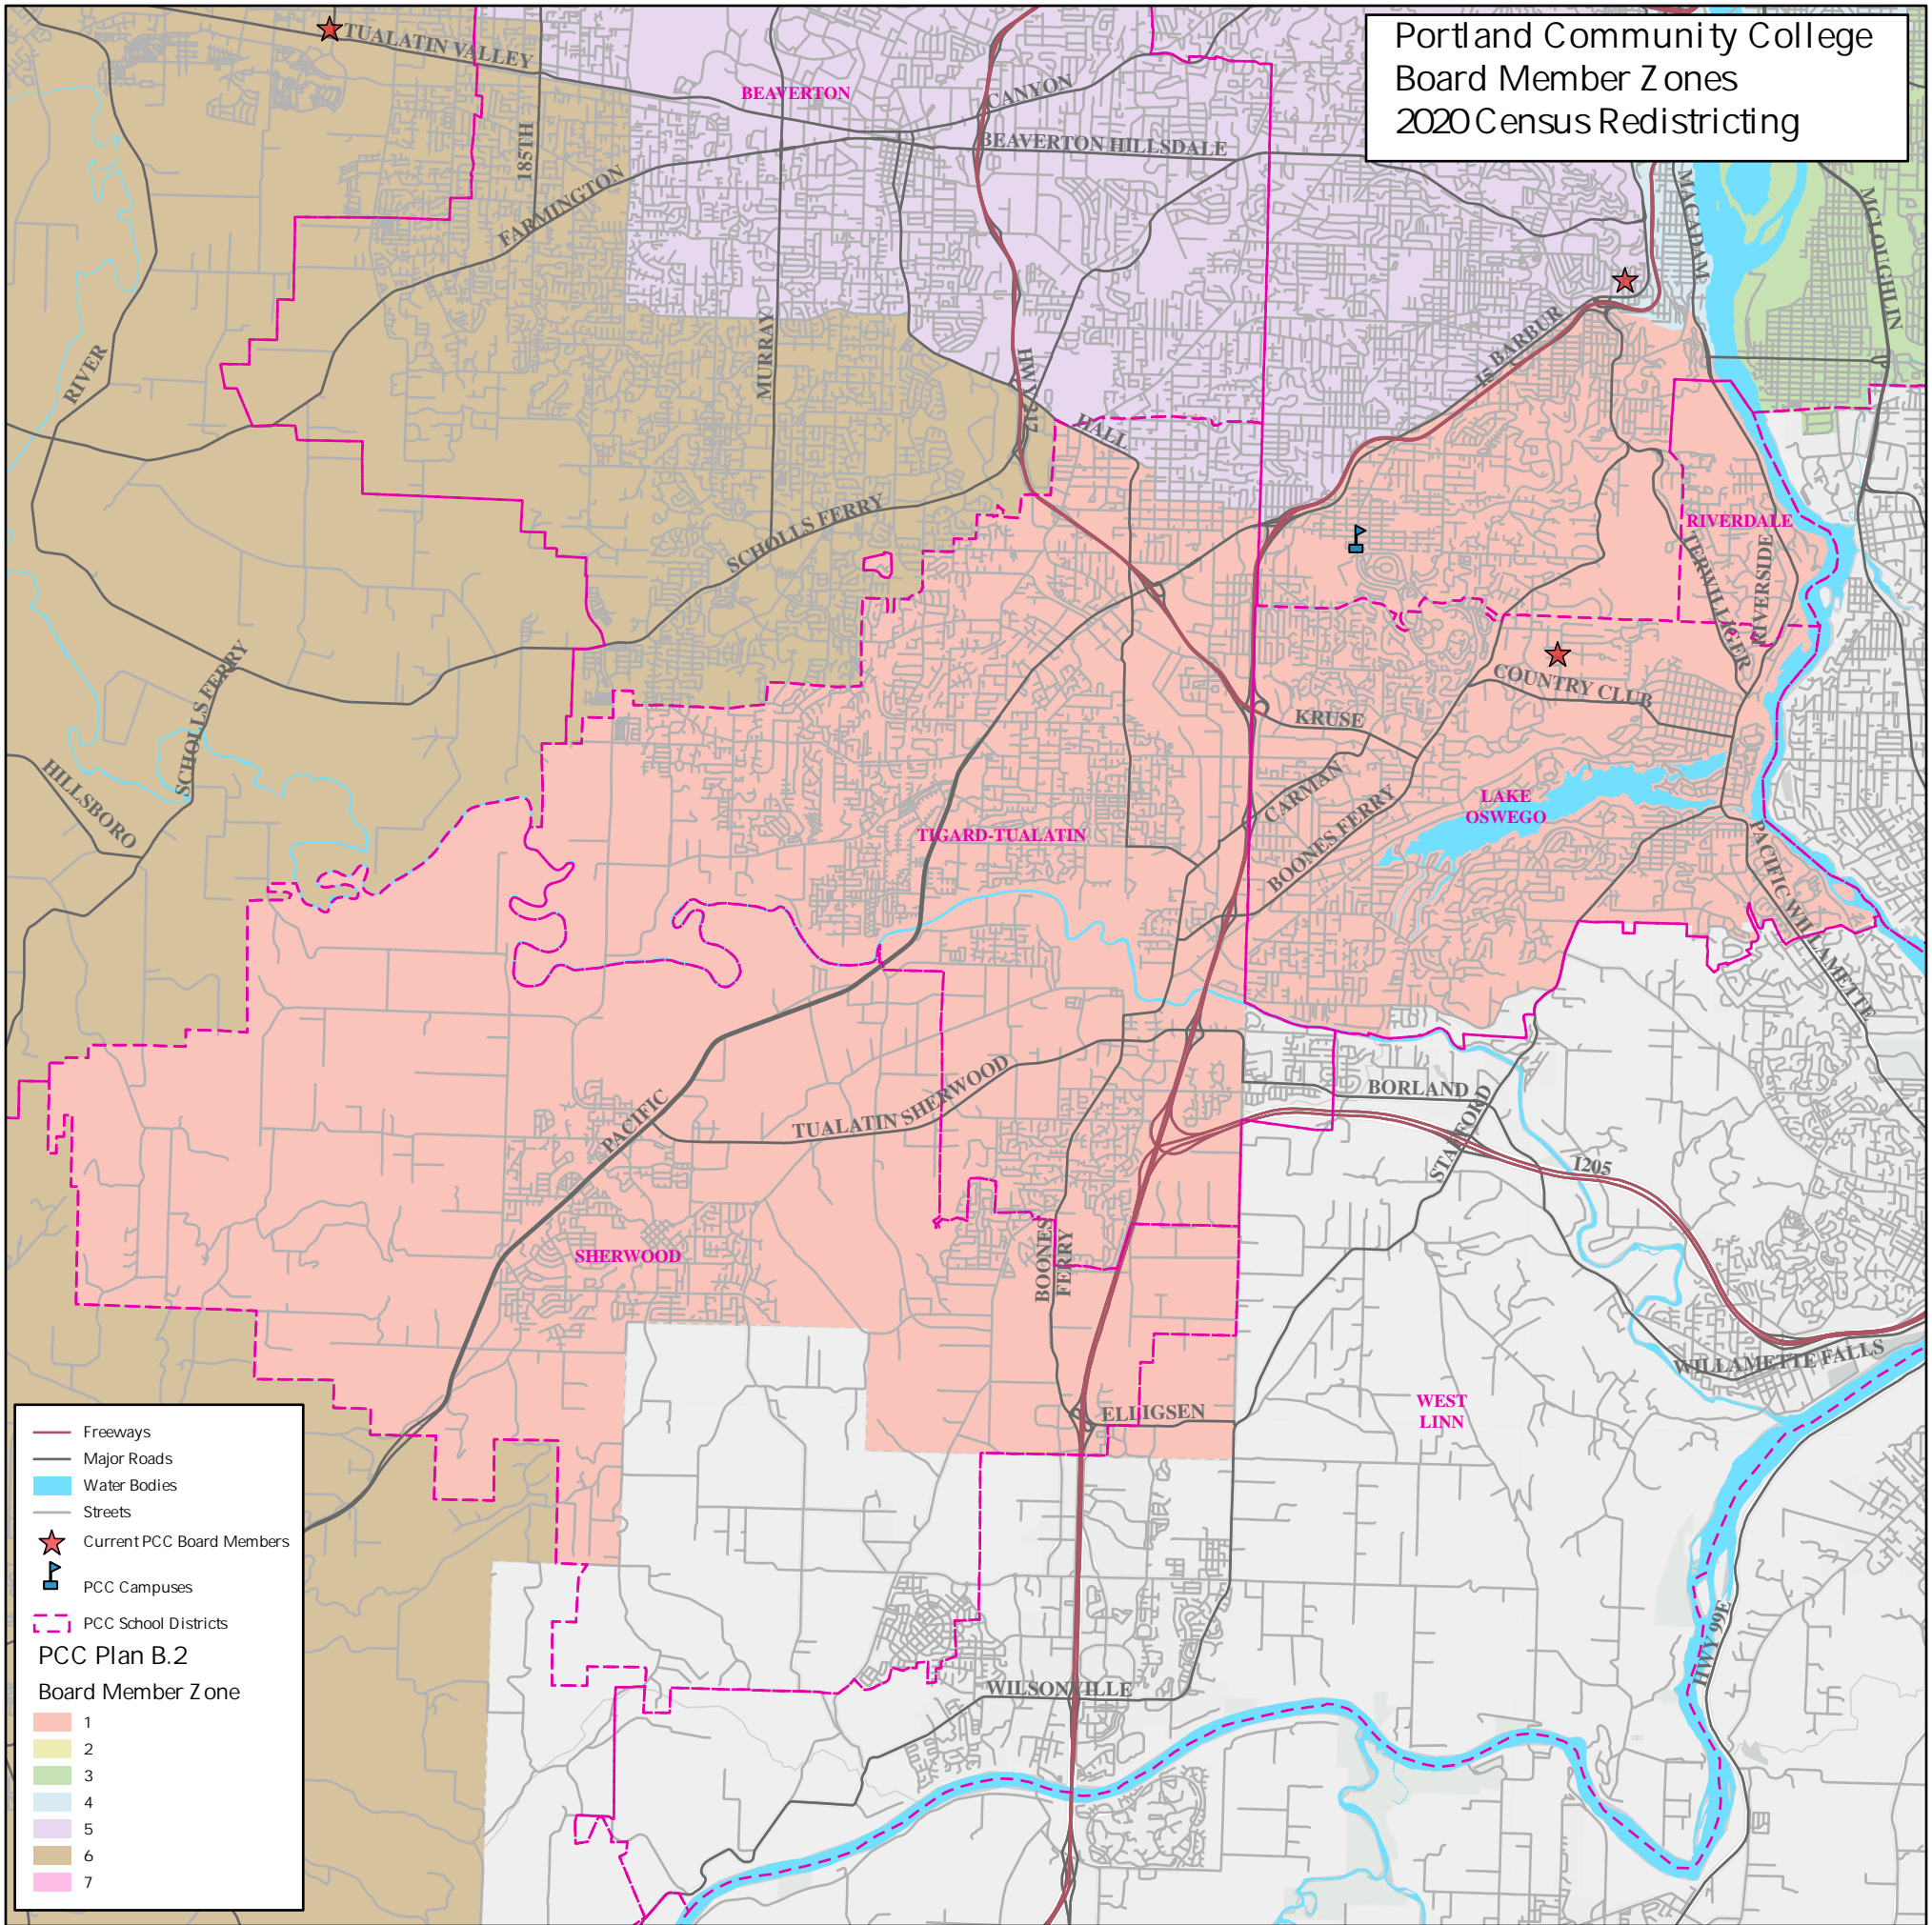 Portland Community College
Board Member Zones
2020 Census Redistricting
TUALATIN VALLEY
BEAVERTON
CANYON
BEAVERTON HILLSDALE
185TH
FARMINGTON
MACADAM
MCLOUGHLIN
RIVER
MURRAY
HWY 217
HALL
I5
BARBUR
SCHOLLS FERRY
RIVERDALE
TERWILLIGER
RIVERSIDE
SCHOLLS FERRY
COUNTRY CLUB
KRUSE
HILLSBORO
CARMAN
BOONES FERRY
LAKE
OSWEGO
TIGARD-TUALATIN
PACIFIC
WILLAMETTE
PACIFIC
TUALATIN SHERWOOD
BORLAND
STAFFORD
I205
SHERWOOD
BOONES
FERRY
WILLAMETTE FALLS
ELLIGSEN
WEST
LINN
HWY 99E
WILSONVILLE
Freeways
Major Roads
Water Bodies
Streets
Current PCC Board Members
PCC Campuses
PCC School Districts
PCC Plan B.2
Board Member Zone
1
2
3
4
5
6
7